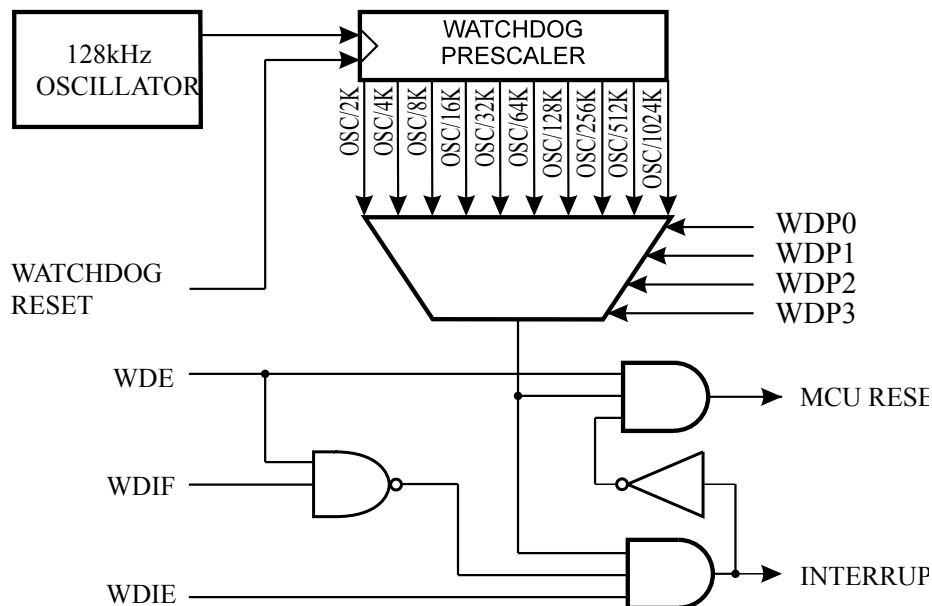 128kHz
OSCILLATOR
WATCHDOG
PRESCALER
OSC/2K
OSC/4K
OSC/8K
OSC/16K
OSC/32K
OSC/64K
OSC/128K
OSC/256K
OSC/512K
OSC/1024K
WATCHDOG
RESET
WDP0
WDP1
WDP2
WDP3
WDE
MCU RESE
WDIF
INTERRUP
WDIE